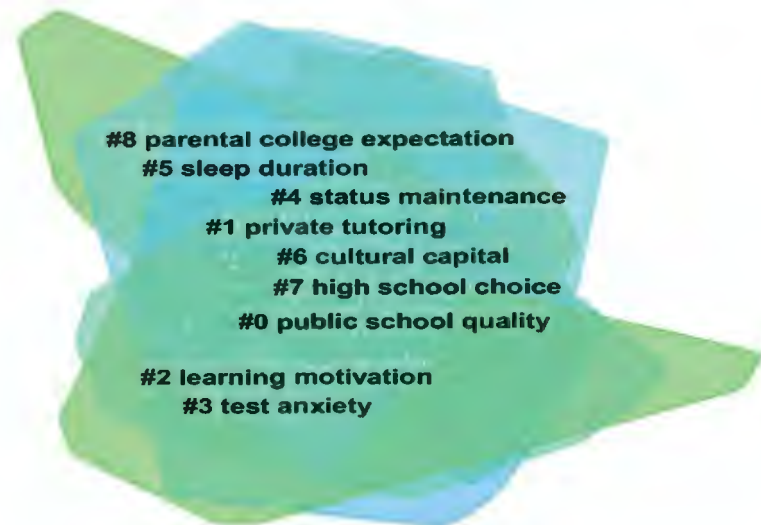 #8 parental college expectation
#5 sleep duration
#4 status maintenance
#1 private tutoring
#6 cultural capital
#7 high school choice
#0 public school quality
#2 learning motivation
#3 test anxiety